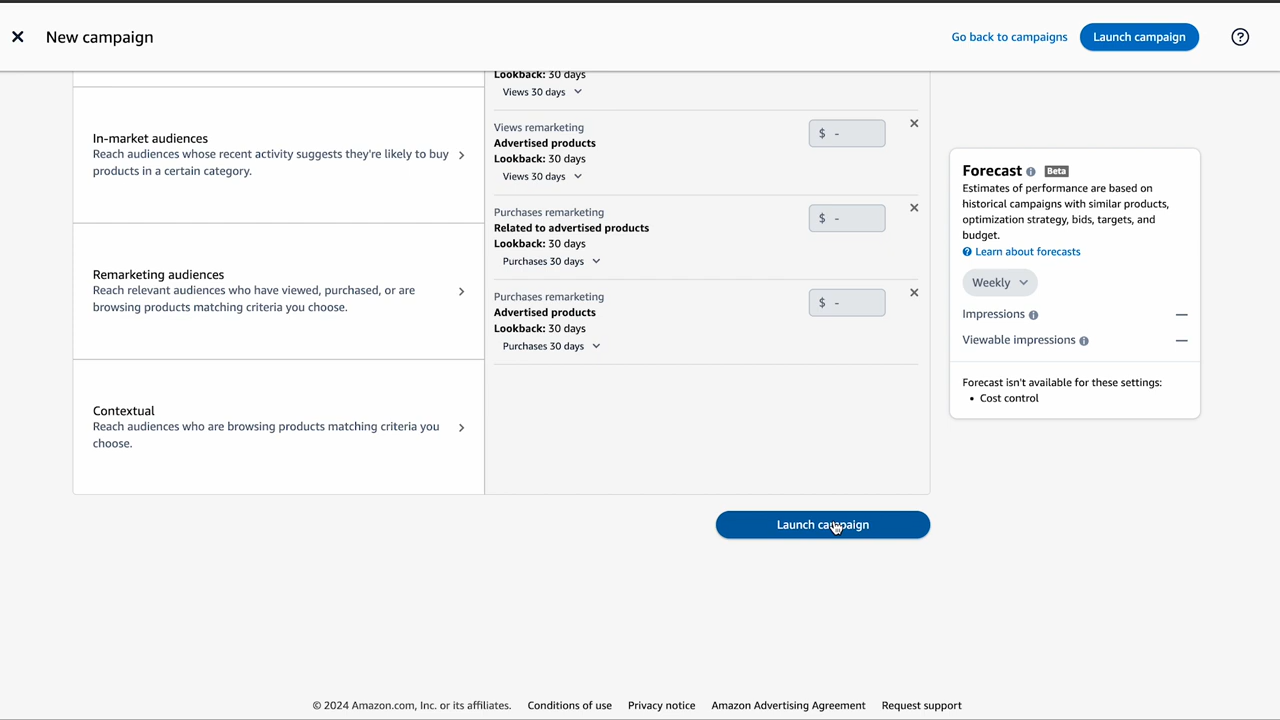 New campaign
Go back to campaigns
Launch campaign
In-market audiences
Reach audiences whose recent activity suggests they're likely to buy
products in a certain category.
Remarketing audiences
Reach relevant audiences who have viewed, purchased, or are
browsing products matching criteria you choose.
Contextual
Reach audiences who are browsing products matching criteria you
choose.
Lookback: 30 days
Views 30 days
Views remarketing
Advertised products
Lookback: 30 days
Views 30 days
$ -
Purchases remarketing
Related to advertised products
Lookback: 30 days
Purchases 30 days
$ -
Purchases remarketing
Advertised products
Lookback: 30 days
Purchases 30 days
$ -
Launch campaign
Forecast Beta
Estimates of performance are based on
historical campaigns with similar products,
optimization strategy, bids, targets, and
budget.
Learn about forecasts
Weekly
Impressions —
Viewable impressions —
Forecast isn't available for these settings:
• Cost control
© 2024 Amazon.com, Inc. or its affiliates. Conditions of use Privacy notice Amazon Advertising Agreement Request support